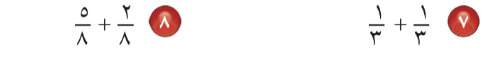 ٧ ١/٣ + ١/٣
٨ ٢/٨ + ٥/٨